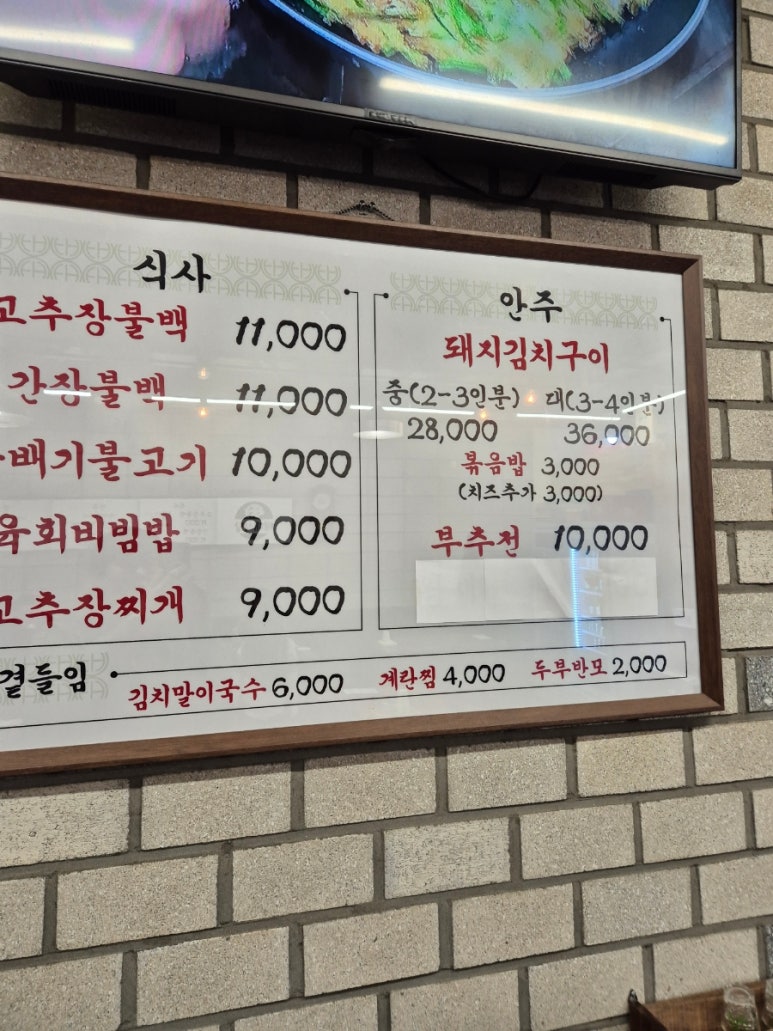 식사
고추장불백 11,000
간장불백 11,000
배기불고기 10,000
육회비빔밥 9,000
고추장찌개 9,000
안주
돼지김치구이
중(2-3인분) 대(3-4인분)
28,000 36,000
볶음밥 3,000
(치즈추가 3,000)
부추전 10,000
곁들임 김치말이국수 6,000 계란찜 4,000 두부반모 2,000